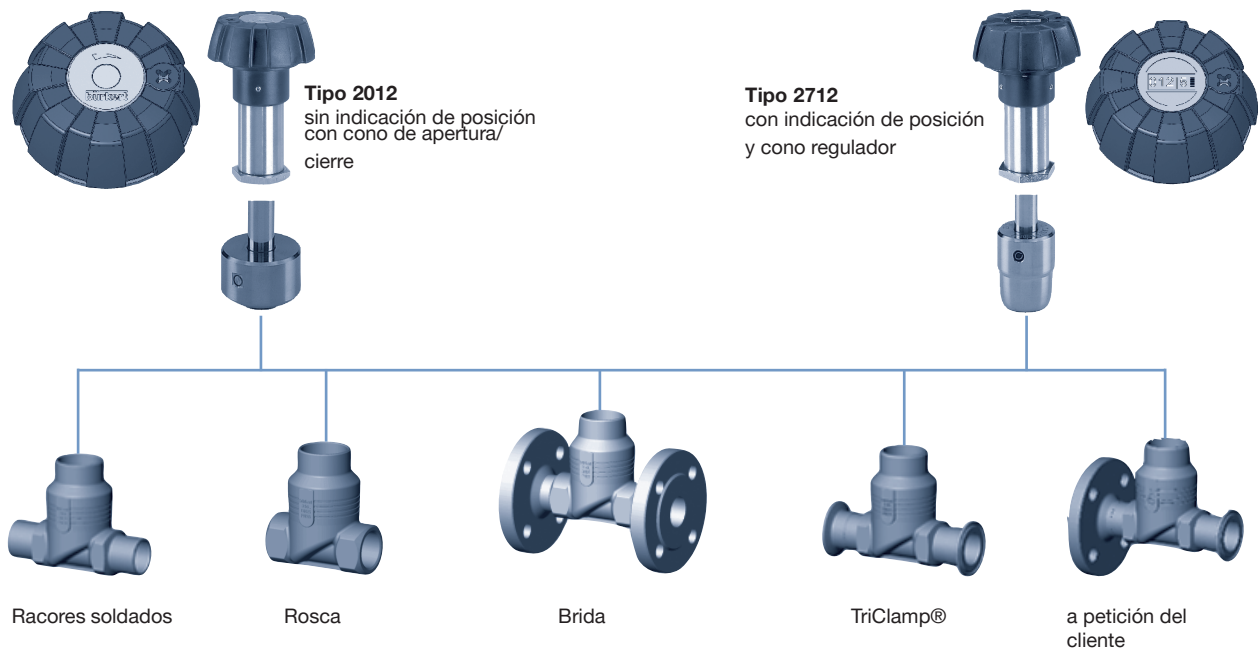 burkert
Tipo 2012
sin indicación de posición
con cono de apertura/
cierre
Tipo 2712
con indicación de posición
y cono regulador
Racores soldados
Rosca
Brida
TriClamp®
a petición del
cliente